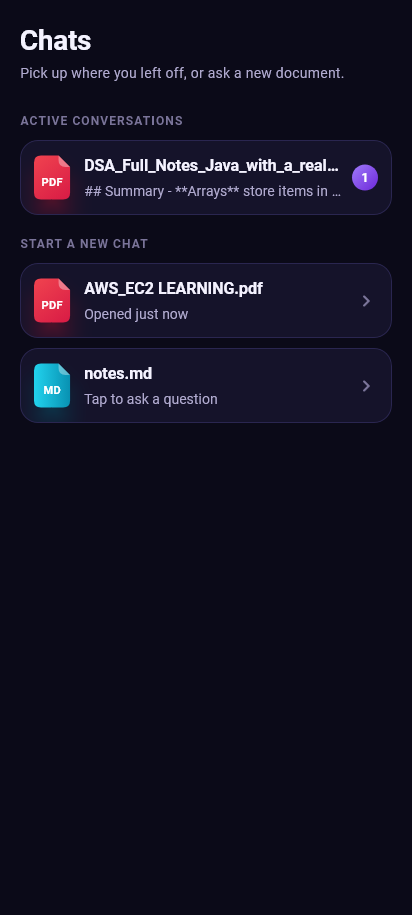 Chats
Pick up where you left off, or ask a new document.
ACTIVE CONVERSATIONS
PDF
DSA_Full_Notes_Java_with_a_real…
## Summary - **Arrays** store items in …
1
START A NEW CHAT
PDF
AWS_EC2 LEARNING.pdf
Opened just now
MD
notes.md
Tap to ask a question